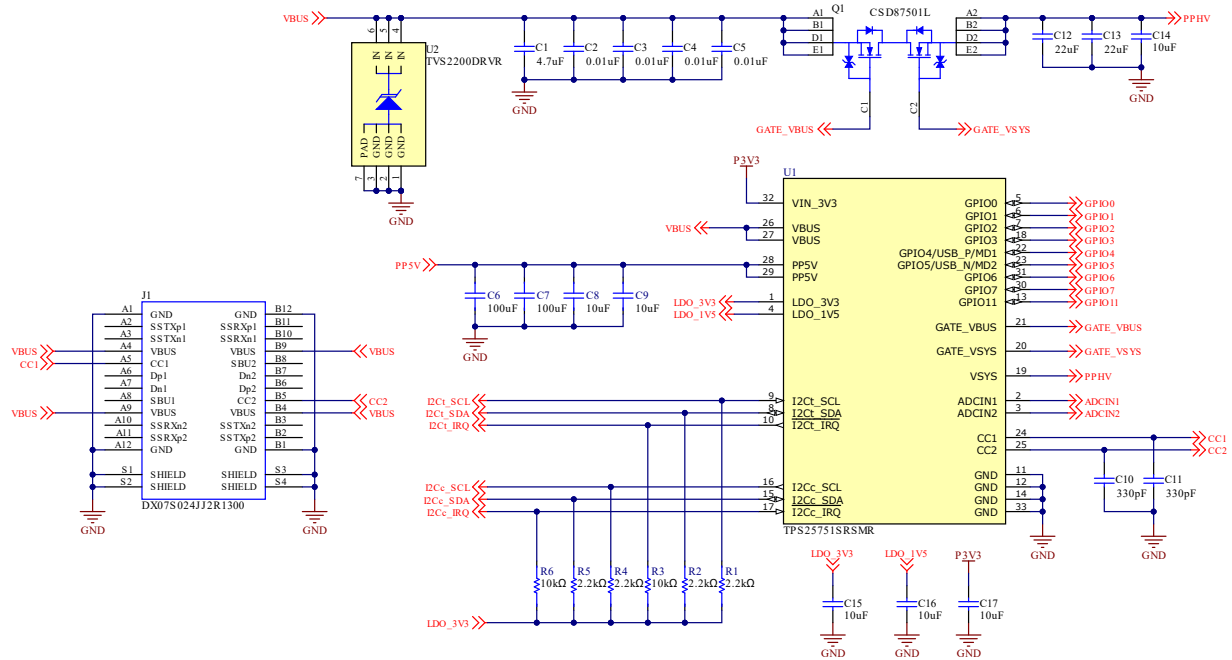 VBUS
U2
TVS2200DRVR
6
5
4
IN
IN
IN
PAD
GND
GND
GND
7
3
2
1
GND
C1
4.7uF
C2
0.01uF
C3
0.01uF
C4
0.01uF
C5
0.01uF
GND
Q1
CSD87501L
A1
B1
D1
E1
A2
B2
D2
E2
C1
C2
GATE_VBUS
GATE_VSYS
PPHV
C12
22uF
C13
22uF
C14
10uF
GND
P3V3
U1
32
VIN_3V3
VBUS
26
VBUS
27
VBUS
PP5V
28
PP5V
29
PP5V
C6
100uF
C7
100uF
C8
10uF
C9
10uF
GND
LDO_3V3
1
LDO_3V3
LDO_1V5
4
LDO_1V5
I2Ct_SCL
9
I2Ct_SCL
I2Ct_SDA
8
I2Ct_SDA
I2Ct_IRQ
10
I2Ct_IRQ
I2Cc_SCL
16
I2Cc_SCL
I2Cc_SDA
15
I2Cc_SDA
I2Cc_IRQ
17
I2Cc_IRQ
TPS25751SRSMR
GPIO0
5
GPIO0
GPIO1
6
GPIO1
GPIO2
7
GPIO2
GPIO3
18
GPIO3
GPIO4/USB_P/MD1
22
GPIO4
GPIO5/USB_N/MD2
23
GPIO5
GPIO6
31
GPIO6
GPIO7
30
GPIO7
GPIO11
13
GPIO11
GATE_VBUS
21
GATE_VBUS
GATE_VSYS
20
GATE_VSYS
VSYS
19
PPHV
ADCIN1
2
ADCIN1
ADCIN2
3
ADCIN2
CC1
24
CC1
CC2
25
CC2
GND
11
GND
12
GND
14
GND
33
GND
C10
330pF
C11
330pF
GND
J1
A1
GND
A2
SSTXp1
A3
SSTXn1
VBUS
A4
VBUS
CC1
A5
CC1
A6
Dp1
A7
Dn1
A8
SBU1
VBUS
A9
VBUS
A10
SSRXn2
A11
SSRXp2
A12
GND
S1
SHIELD
S2
SHIELD
GND
B12
SSRXp1
B11
SSRXn1
B10
VBUS
B9
VBUS
SBU2
B8
Dn2
B7
Dp2
B6
CC2
B5
CC2
VBUS
B4
VBUS
SSTXn2
B3
SSTXp2
B2
GND
B1
SHIELD
S3
SHIELD
S4
DX07S024JJ2R1300
GND
GND
R6
10kΩ
R5
2.2kΩ
R4
2.2kΩ
R3
10kΩ
R2
2.2kΩ
R1
2.2kΩ
LDO_3V3
LDO_3V3
C15
10uF
GND
LDO_1V5
C16
10uF
GND
P3V3
C17
10uF
GND